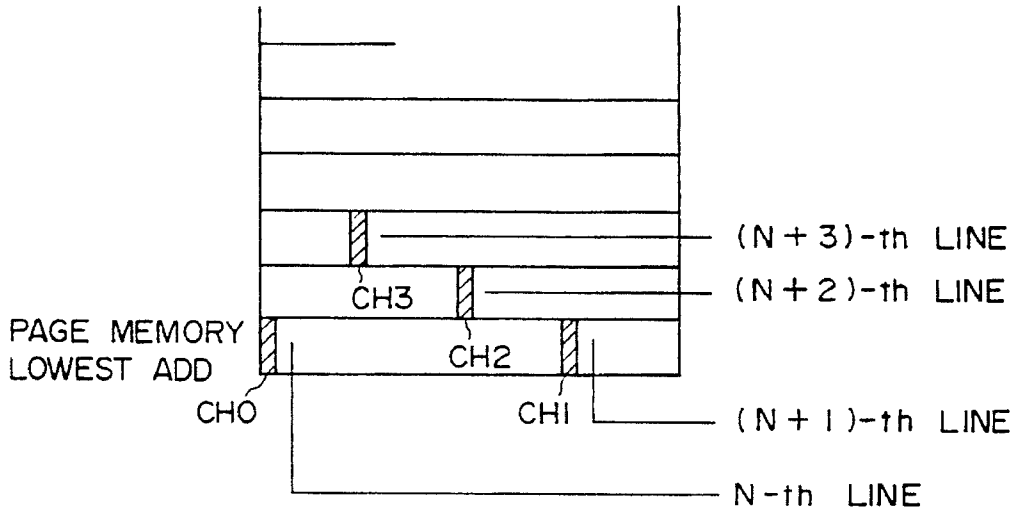 (N+3)-th LINE
CH3
(N+2)-th LINE
PAGE MEMORY
LOWEST ADD
CH2
CH0
CH1
(N+1)-th LINE
N-th LINE